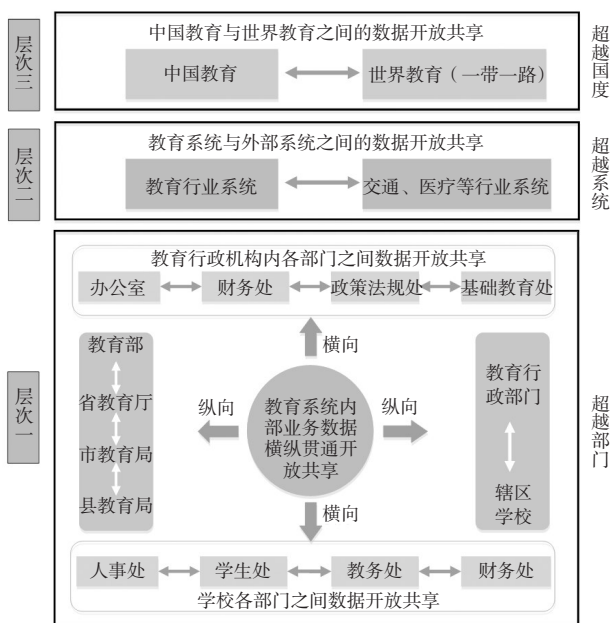 层次三
中国教育与世界教育之间的数据开放共享
中国教育
世界教育（一带一路）
超越国度
层次二
教育系统与外部系统之间的数据开放共享
教育行业系统
交通、医疗等行业系统
超越系统
层次一
教育行政机构内各部门之间数据开放共享
办公室
财务处
政策法规处
基础教育处
横向
教育部
省教育厅
市教育局
县教育局
纵向
教育系统内
部业务数据
横纵贯通开
放共享
纵向
教育行
政部门
辖区
学校
横向
人事处
学生处
教务处
财务处
学校各部门之间数据开放共享
超越部门